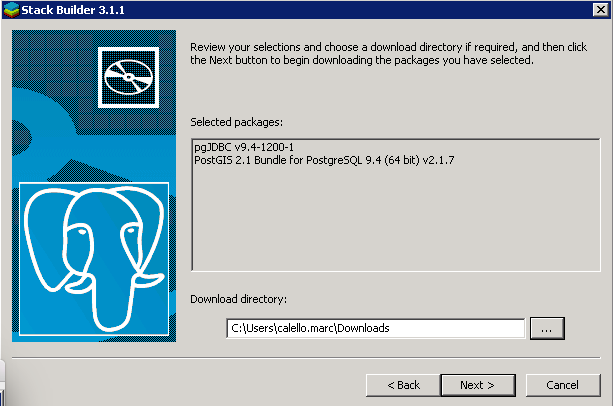 Stack Builder 3.1.1
Review your selections and choose a download directory if required, and then click
the Next button to begin downloading the packages you have selected.
Selected packages:
pgJDBC v9.4-1200-1
PostGIS 2.1 Bundle for PostgreSQL 9.4 (64 bit) v2.1.7
Download directory:
C:\Users\calello.marc\Downloads
...
< Back
Next >
Cancel